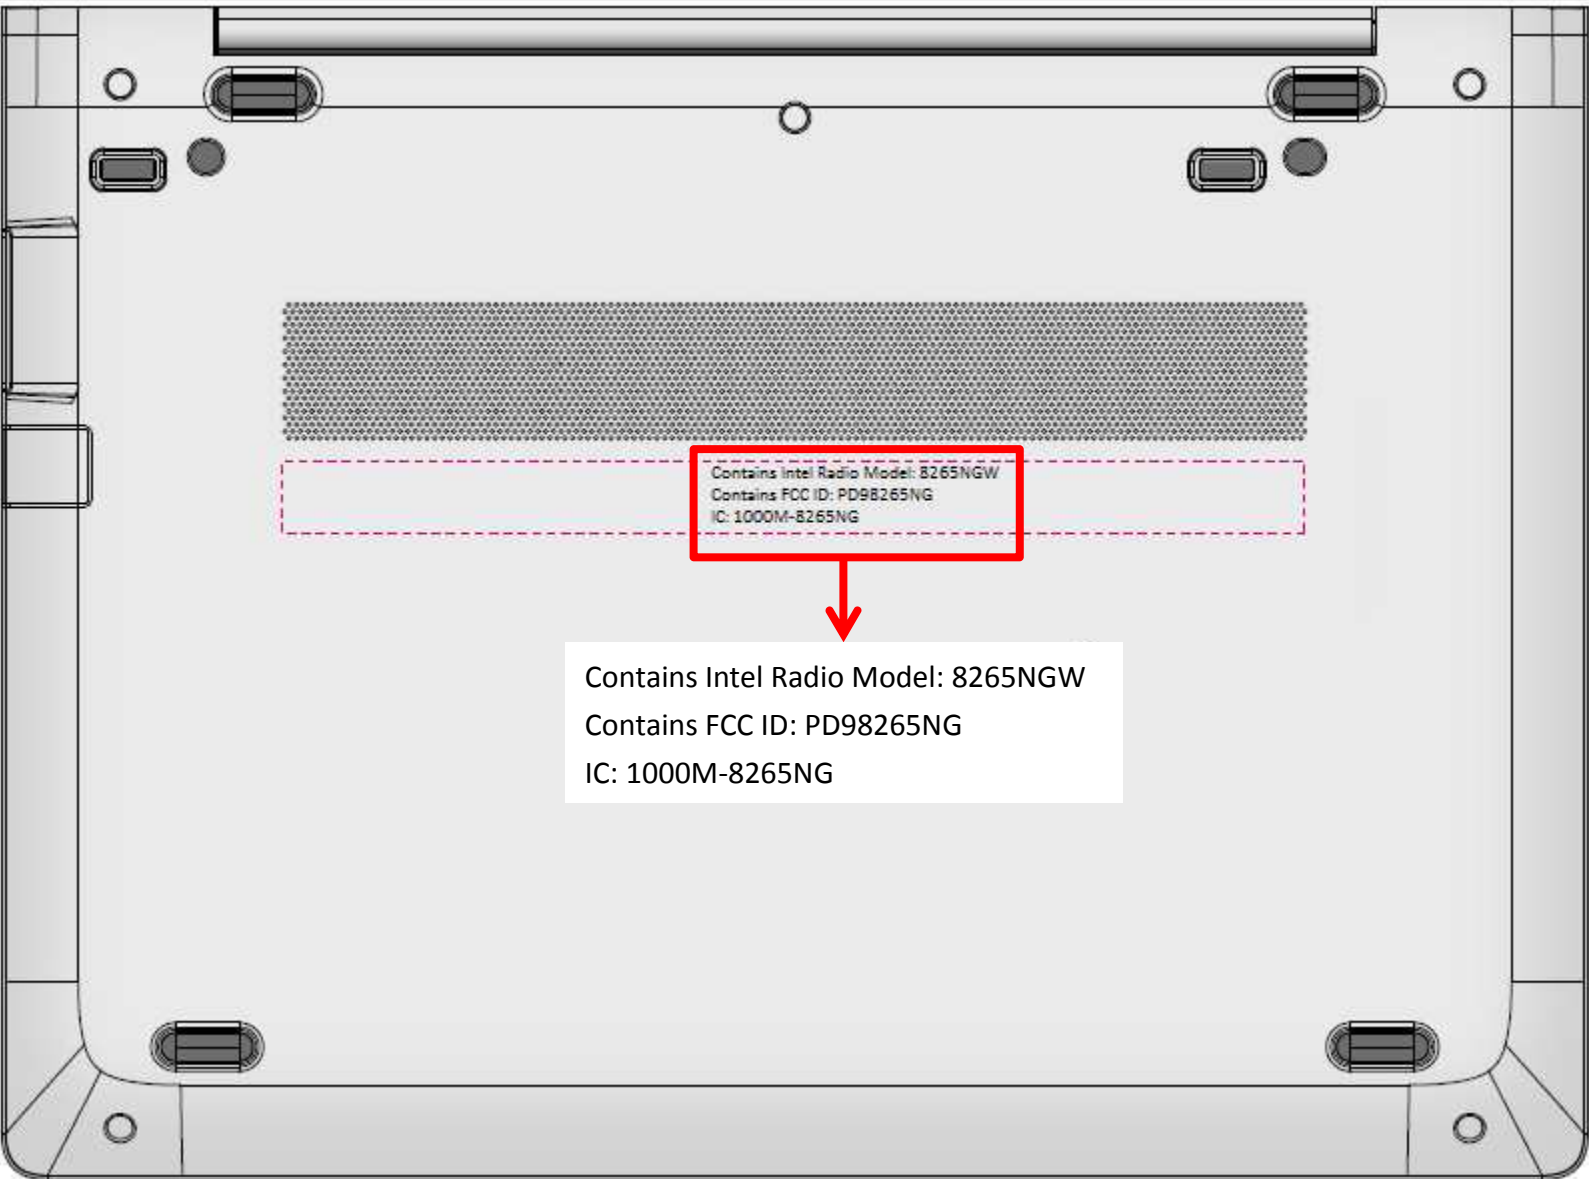 Contains Intel Radio Model: 8265NGW
Contains FCC ID: PD98265NG
IC: 1000M-8265NG
Contains Intel Radio Model: 8265NGW
Contains FCC ID: PD98265NG
IC: 1000M-8265NG